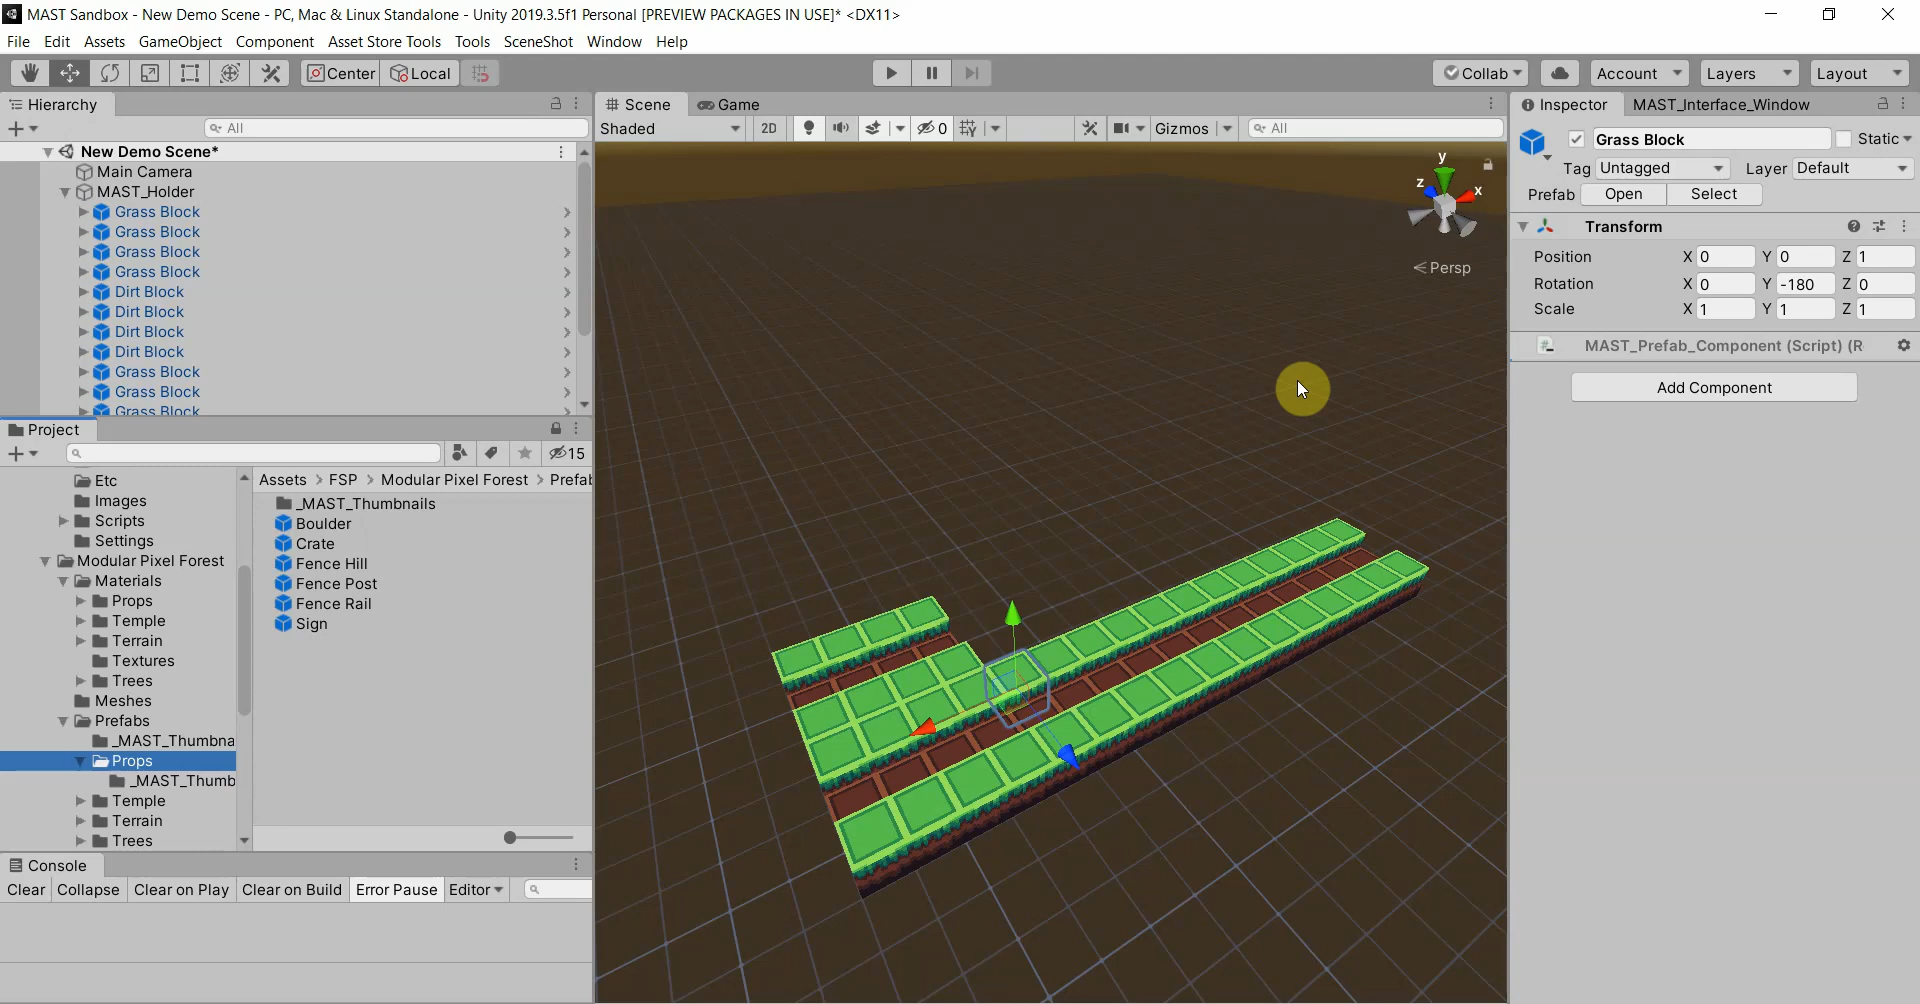 MAST Sandbox - New Demo Scene - PC, Mac & Linux Standalone - Unity 2019.3.5f1 Personal [PREVIEW PACKAGES IN USE]* <DX11>
File Edit Assets GameObject Component Asset Store Tools Tools SceneShot Window Help
Center Local Collab Account Layers Layout
Hierarchy
All
New Demo Scene*
Main Camera
MAST_Holder
Grass Block
Grass Block
Grass Block
Grass Block
Dirt Block
Dirt Block
Dirt Block
Dirt Block
Grass Block
Grass Block
Grass Block
Project
15
Etc
Images
Scripts
Settings
Modular Pixel Forest
Materials
Props
Temple
Terrain
Textures
Trees
Meshes
Prefabs
_MAST_Thumbna
Props
_MAST_Thumb
Temple
Terrain
Trees
Assets > FSP > Modular Pixel Forest > Prefab
_MAST_Thumbnails
Boulder
Crate
Fence Hill
Fence Post
Fence Rail
Sign
Console
Clear Collapse Clear on Play Clear on Build Error Pause Editor
Scene Game
Shaded 2D 0 Gizmos All
y
z x
Persp
Inspector MAST_Interface_Window
Grass Block Static
Tag Untagged Layer Default
Prefab Open Select
Transform
Position X 0 Y 0 Z 1
Rotation X 0 Y -180 Z 0
Scale X 1 Y 1 Z 1
MAST_Prefab_Component (Script) (R
Add Component